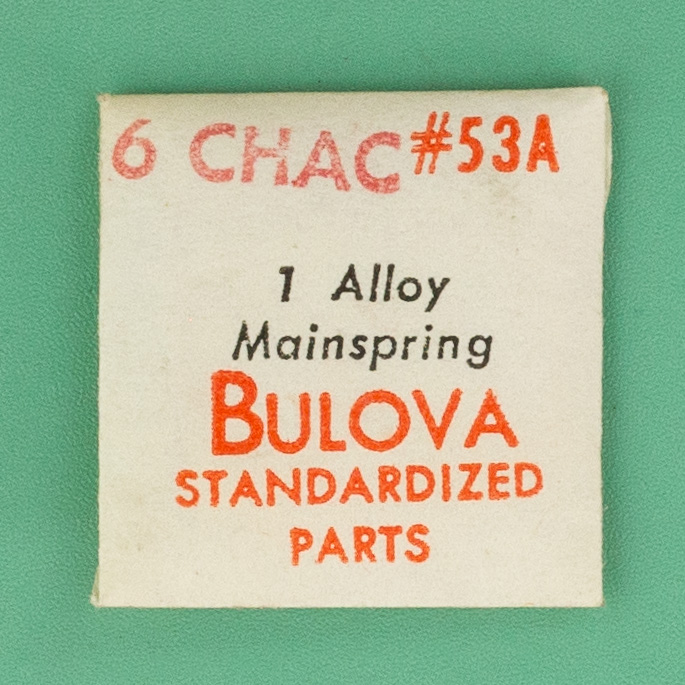 6 CHAC #53A
1 Alloy
Mainspring
BULOVA
STANDARDIZED
PARTS